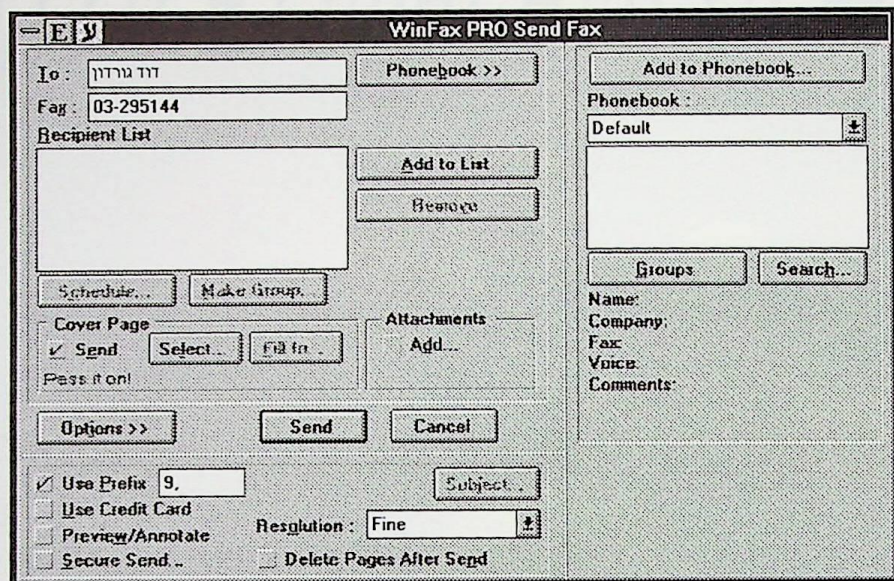 E ע WinFax PRO Send Fax
To : דוד גורדון
Phonebook >>
Fax : 03-295144
Recipient List
Add to List
Remove
Schedule... Make Group.
Cover Page
Send Select... Fill In...
Pass it on!
Attachments
Add...
Options >> Send Cancel
Use Prefix 9,
Subject...
Use Credit Card
Preview/Annotate
Resolution : Fine
Secure Send...
Delete Pages After Send
Add to Phonebook...
Phonebook :
Default
Groups Search...
Name:
Company:
Fax:
Voice:
Comments: